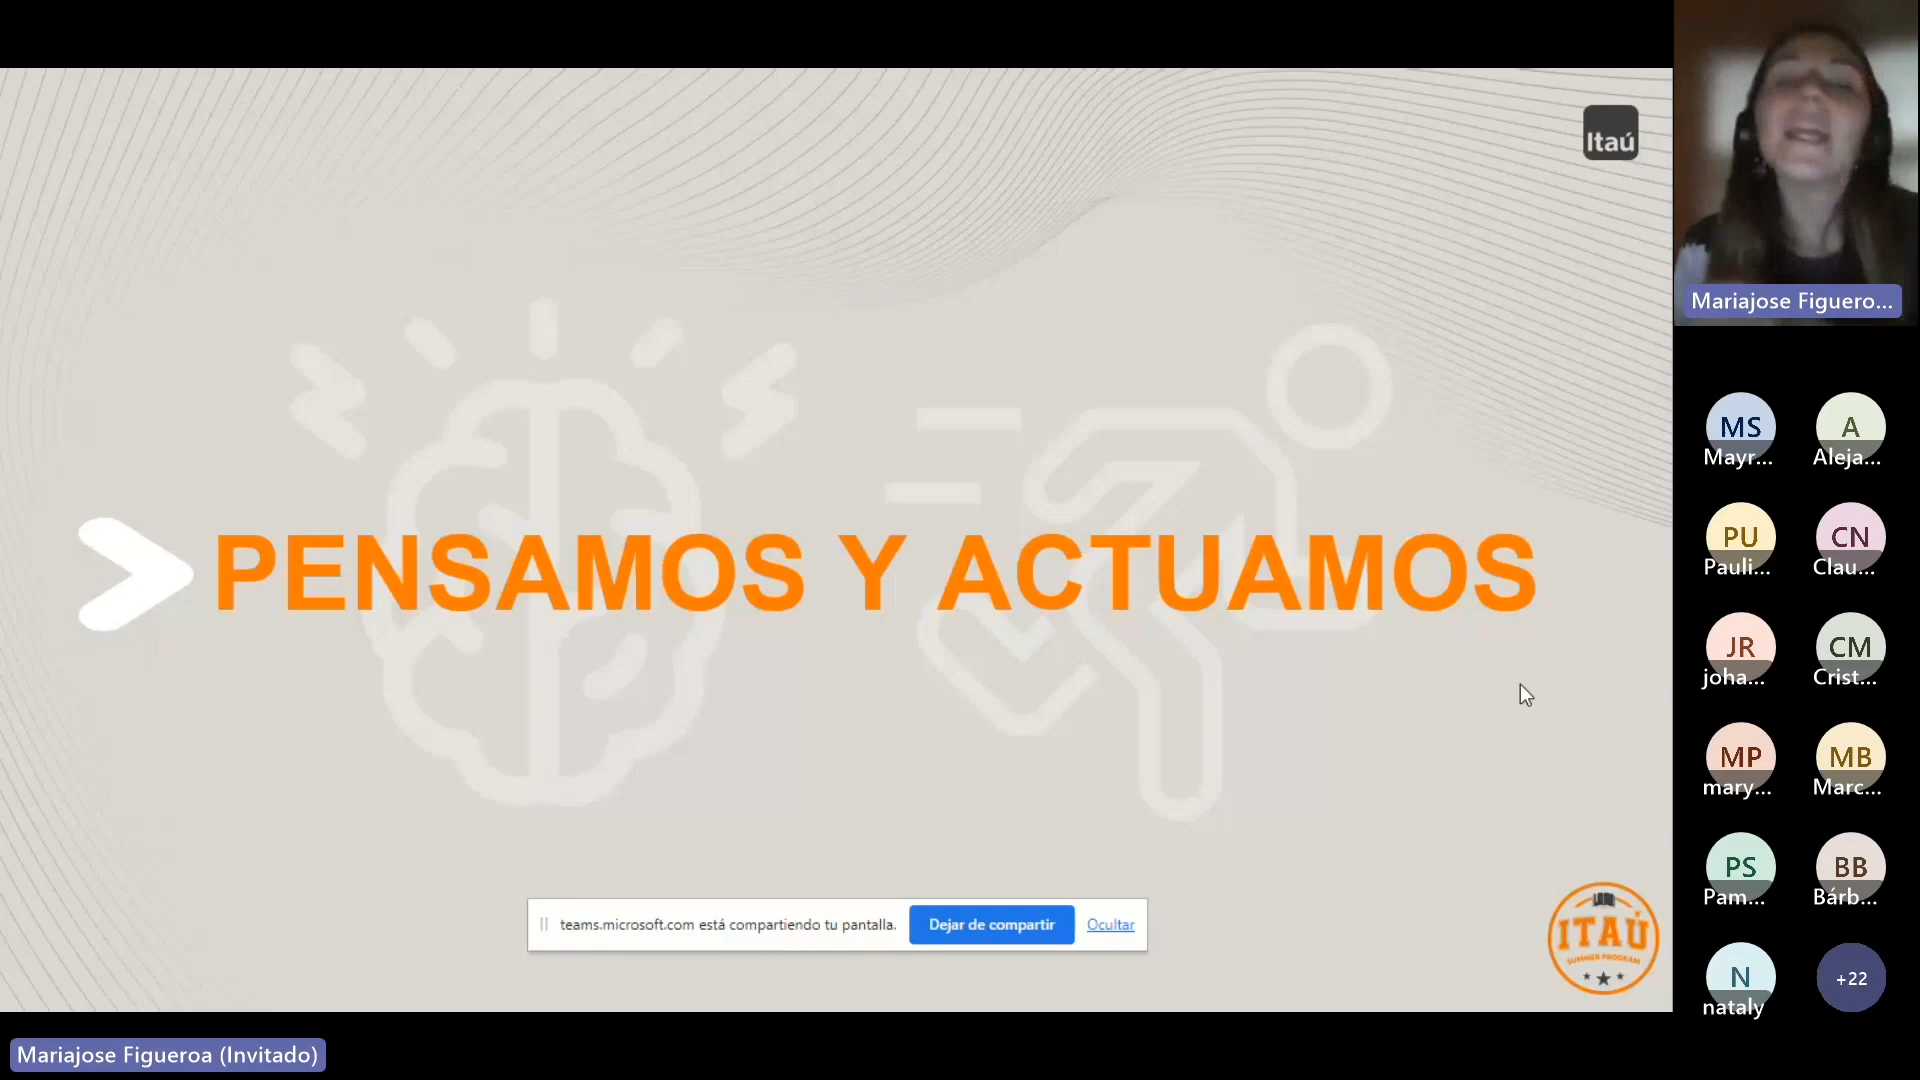 Itaú
Mariajose Figuero...
PENSAMOS Y ACTUAMOS
MS
Mayr...
A
Aleja...
PU
Pauli...
CN
Clau...
JR
joha...
CM
Crist...
MP
mary...
MB
Marc...
PS
Pam...
BB
Bárb...
N
nataly
+22
teams.microsoft.com está compartiendo tu pantalla.
Dejar de compartir
Ocultar
ITAÚ
SUMMER PROGRAM
Mariajose Figueroa (Invitado)